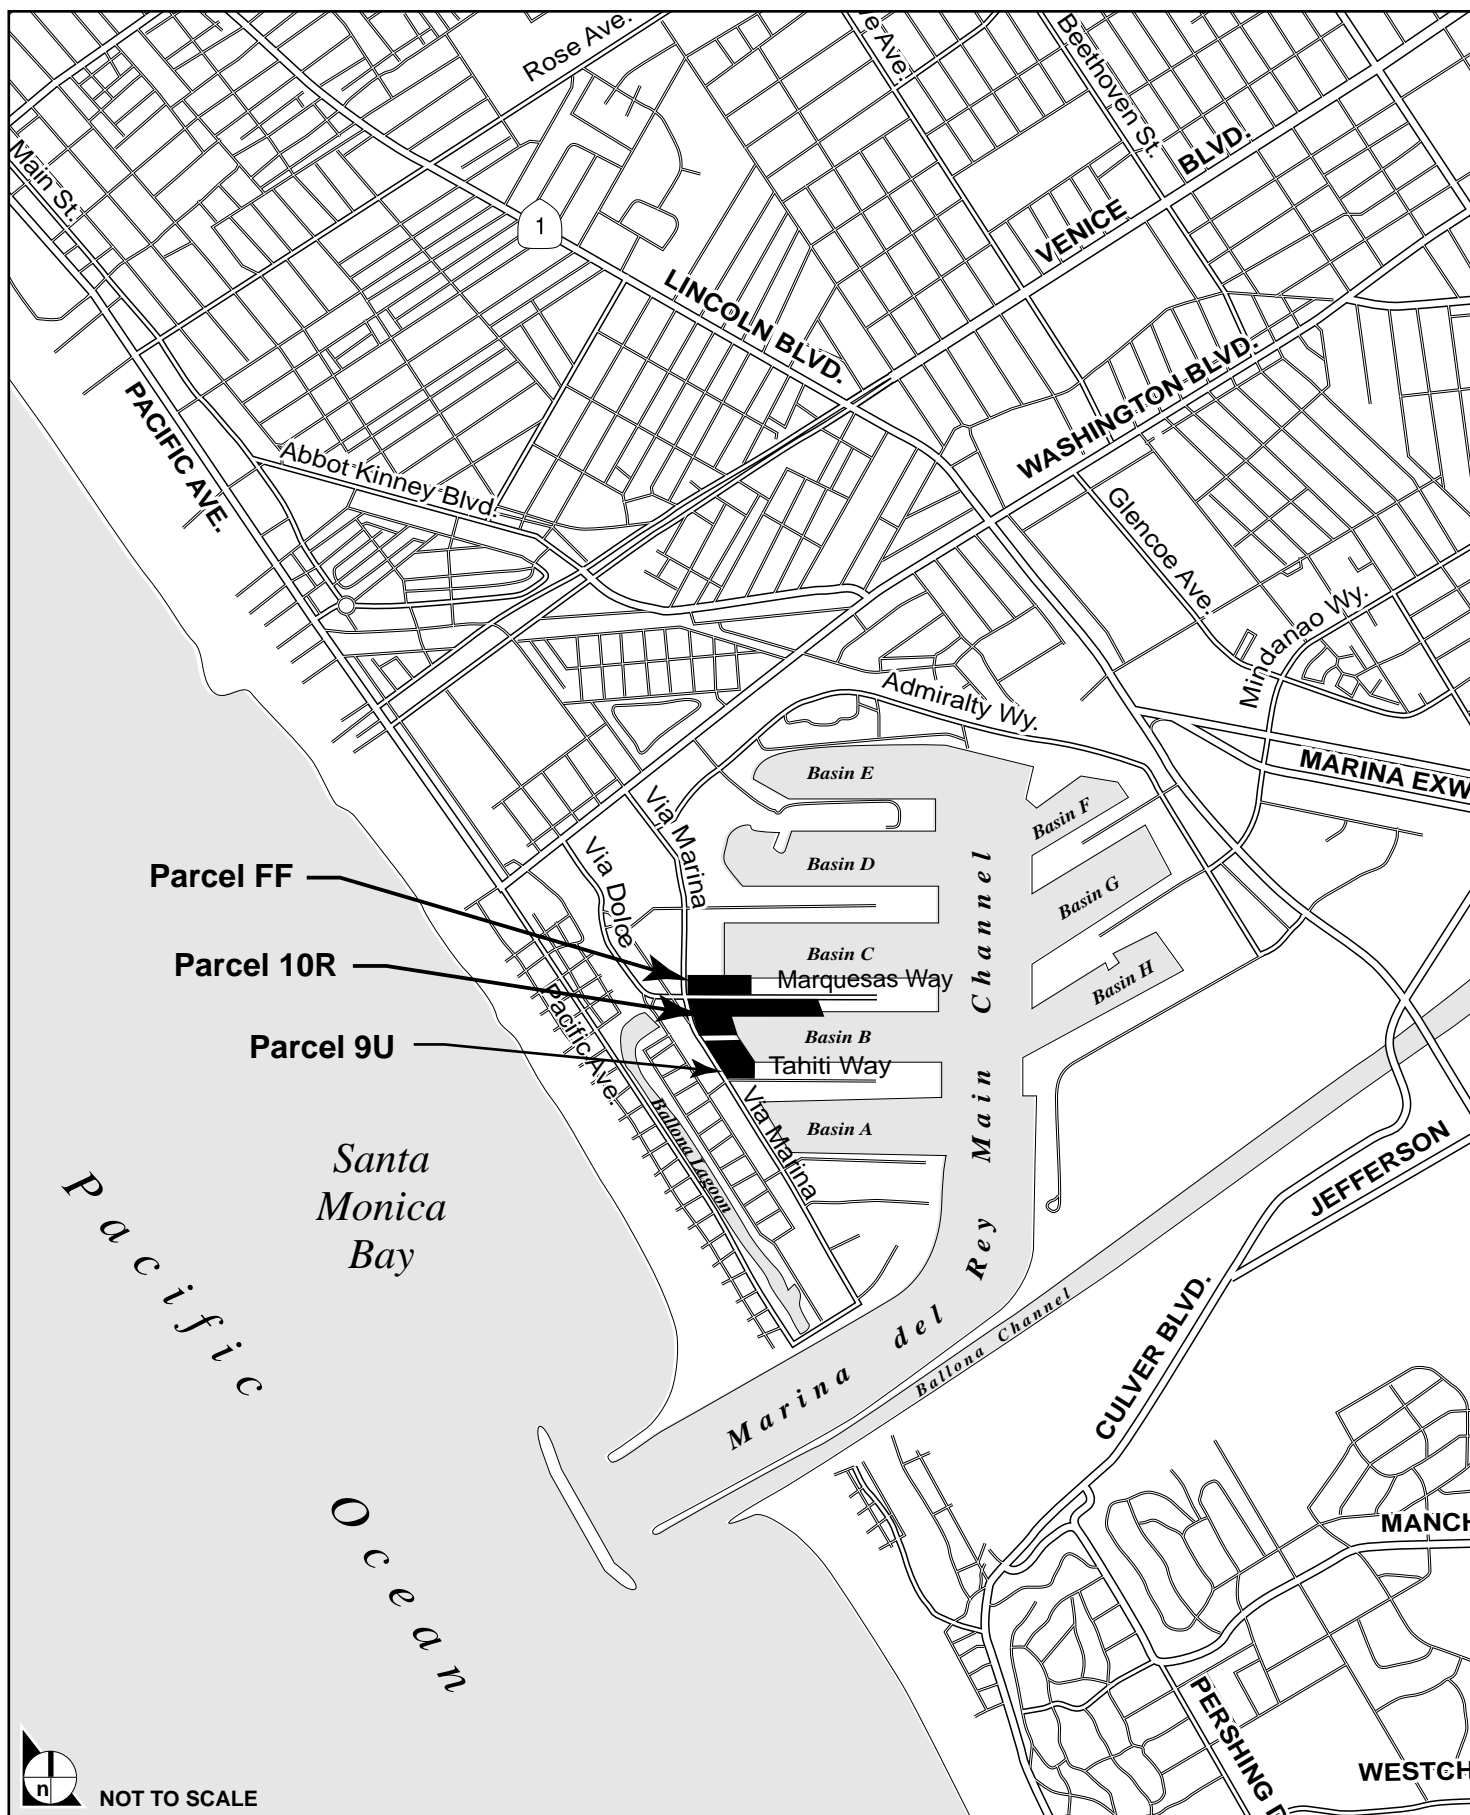 Rose Ave.
ve Ave.
Beethoven St.
Main St.
1
BLVD.
VENICE
LINCOLN BLVD.
WASHINGTON BLVD.
PACIFIC AVE.
Abbot Kinney Blvd.
Glencoe Ave.
Mindanao Wy.
Admiralty Wy.
MARINA EXW
Basin E
Basin F
Via Marina
Via Dolce
Basin D
Basin G
Parcel FF
Basin C
Marquesas Way
Basin H
Parcel 10R
Pacific Ave.
Basin B
Parcel 9U
Tahiti Way
Via Marina
Ballona Lagoon
Basin A
Marina del Rey Main Channel
Ballona Channel
JEFFERSON
CULVER BLVD.
Santa
Monica
Bay
Pacific Ocean
MANCH
PERSHING D
WESTCH
n
NOT TO SCALE